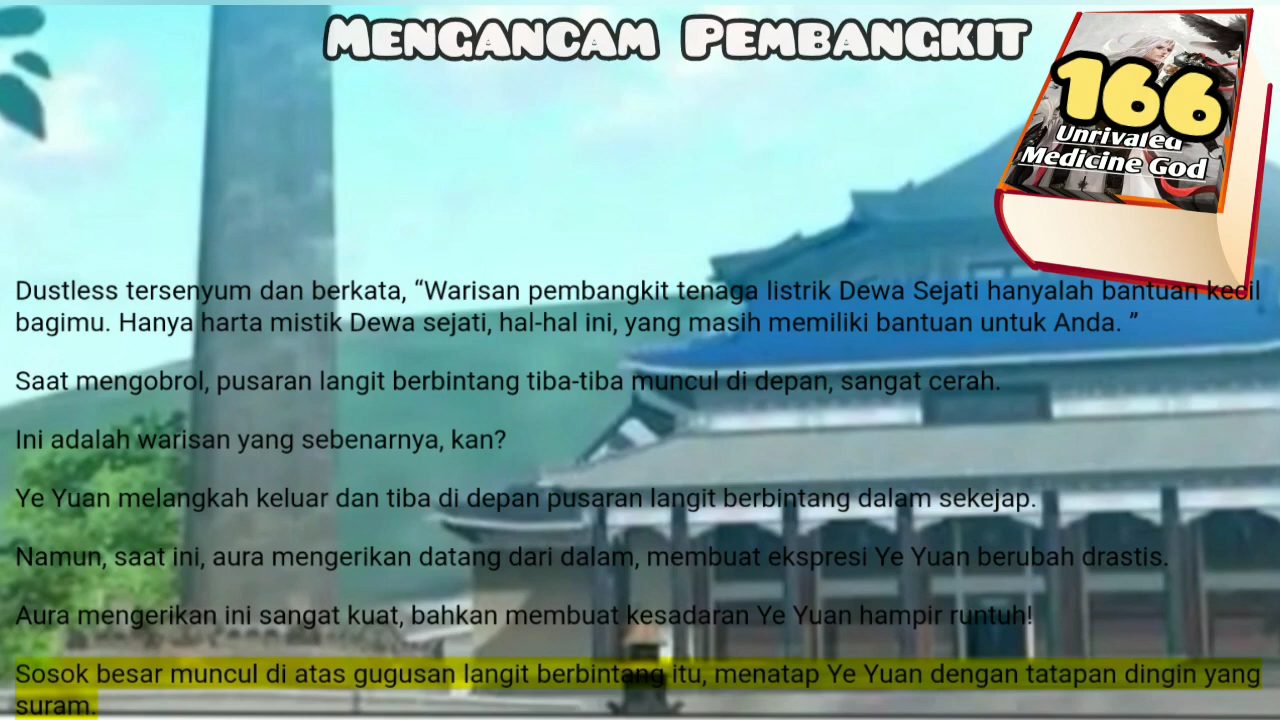 Mengancam Pembangkit
166
Unrivaled
Medicine God
Dustless tersenyum dan berkata, “Warisan pembangkit tenaga listrik Dewa Sejati hanyalah bantuan kecil
bagimu. Hanya harta mistik Dewa sejati, hal-hal ini, yang masih memiliki bantuan untuk Anda. ”
Saat mengobrol, pusaran langit berbintang tiba-tiba muncul di depan, sangat cerah.
Ini adalah warisan yang sebenarnya, kan?
Ye Yuan melangkah keluar dan tiba di depan pusaran langit berbintang dalam sekejap.
Namun, saat ini, aura mengerikan datang dari dalam, membuat ekspresi Ye Yuan berubah drastis.
Aura mengerikan ini sangat kuat, bahkan membuat kesadaran Ye Yuan hampir runtuh!
Sosok besar muncul di atas gugusan langit berbintang itu, menatap Ye Yuan dengan tatapan dingin yang
suram.